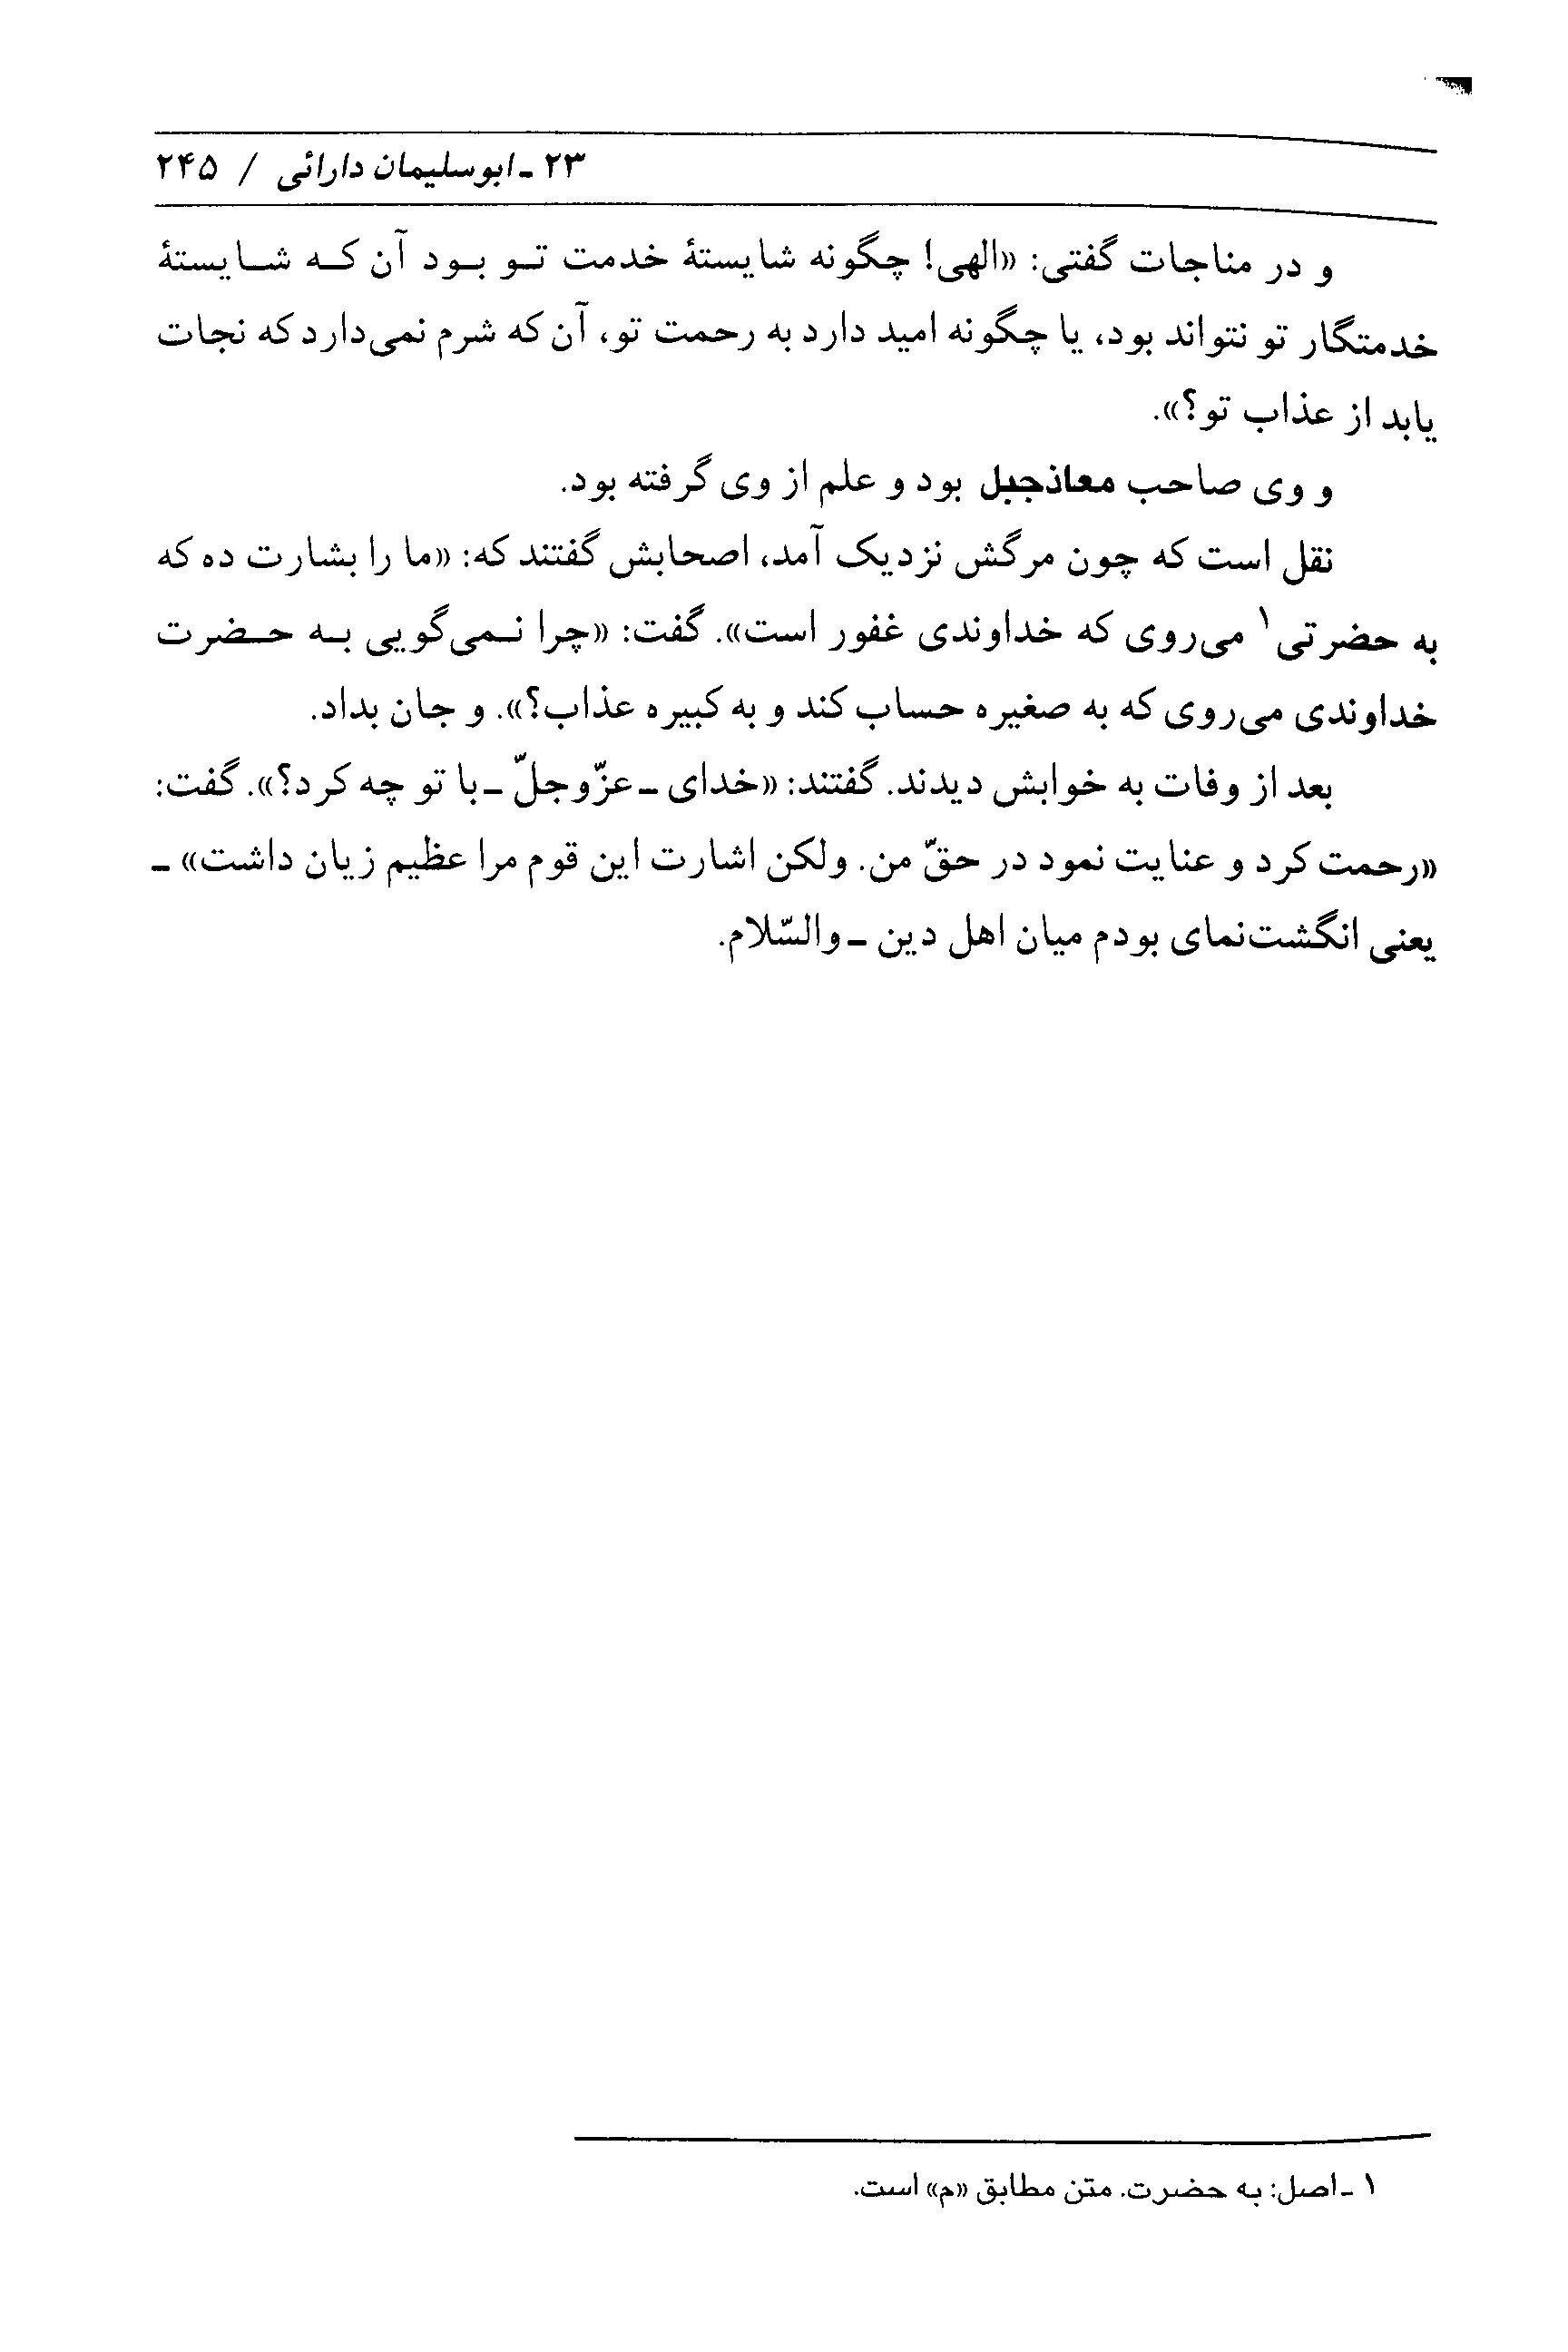 ۲۳ ـ ابوسلیمان دارائی / ۲۴۵
و در مناجات گفتی: «الهی! چگونه شایستهٔ خدمت تو بود آن که شایستهٔ
خدمتگار تو نتواند بود، یا چگونه امید دارد به رحمت تو، آن که شرم نمی‌دارد که نجات
یابد از عذاب تو؟».
و وی صاحب معاذجبل بود و علم از وی گرفته بود.
نقل است که چون مرگش نزدیک آمد، اصحابش گفتند که: «ما را بشارت ده که
به حضرتی۱ می‌روی که خداوندی غفور است». گفت: «چرا نمی‌گویی به حضرت
خداوندی می‌روی که به صغیره حساب کند و به کبیره عذاب؟». و جان بداد.
بعد از وفات به خوابش دیدند. گفتند: «خدای ـ عزّوجلّ ـ با تو چه کرد؟». گفت:
«رحمت کرد و عنایت نمود در حقّ من. ولکن اشارت این قوم مرا عظیم زیان داشت» ـ
یعنی انگشت‌نمای بودم میان اهل دین ـ والسّلام.
۱ ـ اصل: به حضرت. متن مطابق «م» است.